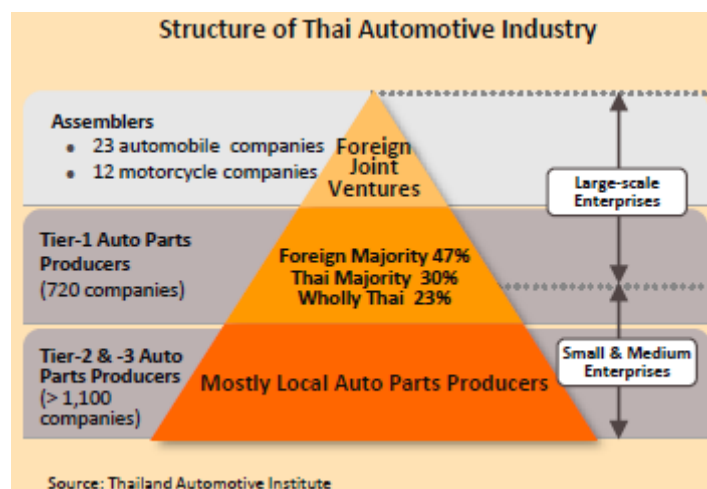 Structure of Thai Automotive Industry
Assemblers
• 23 automobile companies
• 12 motorcycle companies
Foreign
Joint
Ventures
Large-scale
Enterprises
Tier-1 Auto Parts
Producers
(720 companies)
Foreign Majority 47%
Thai Majority 30%
Wholly Thai 23%
Tier-2 & -3 Auto
Parts Producers
(> 1,100
companies)
Mostly Local Auto Parts Producers
Small & Medium
Enterprises
Source: Thailand Automotive Institute